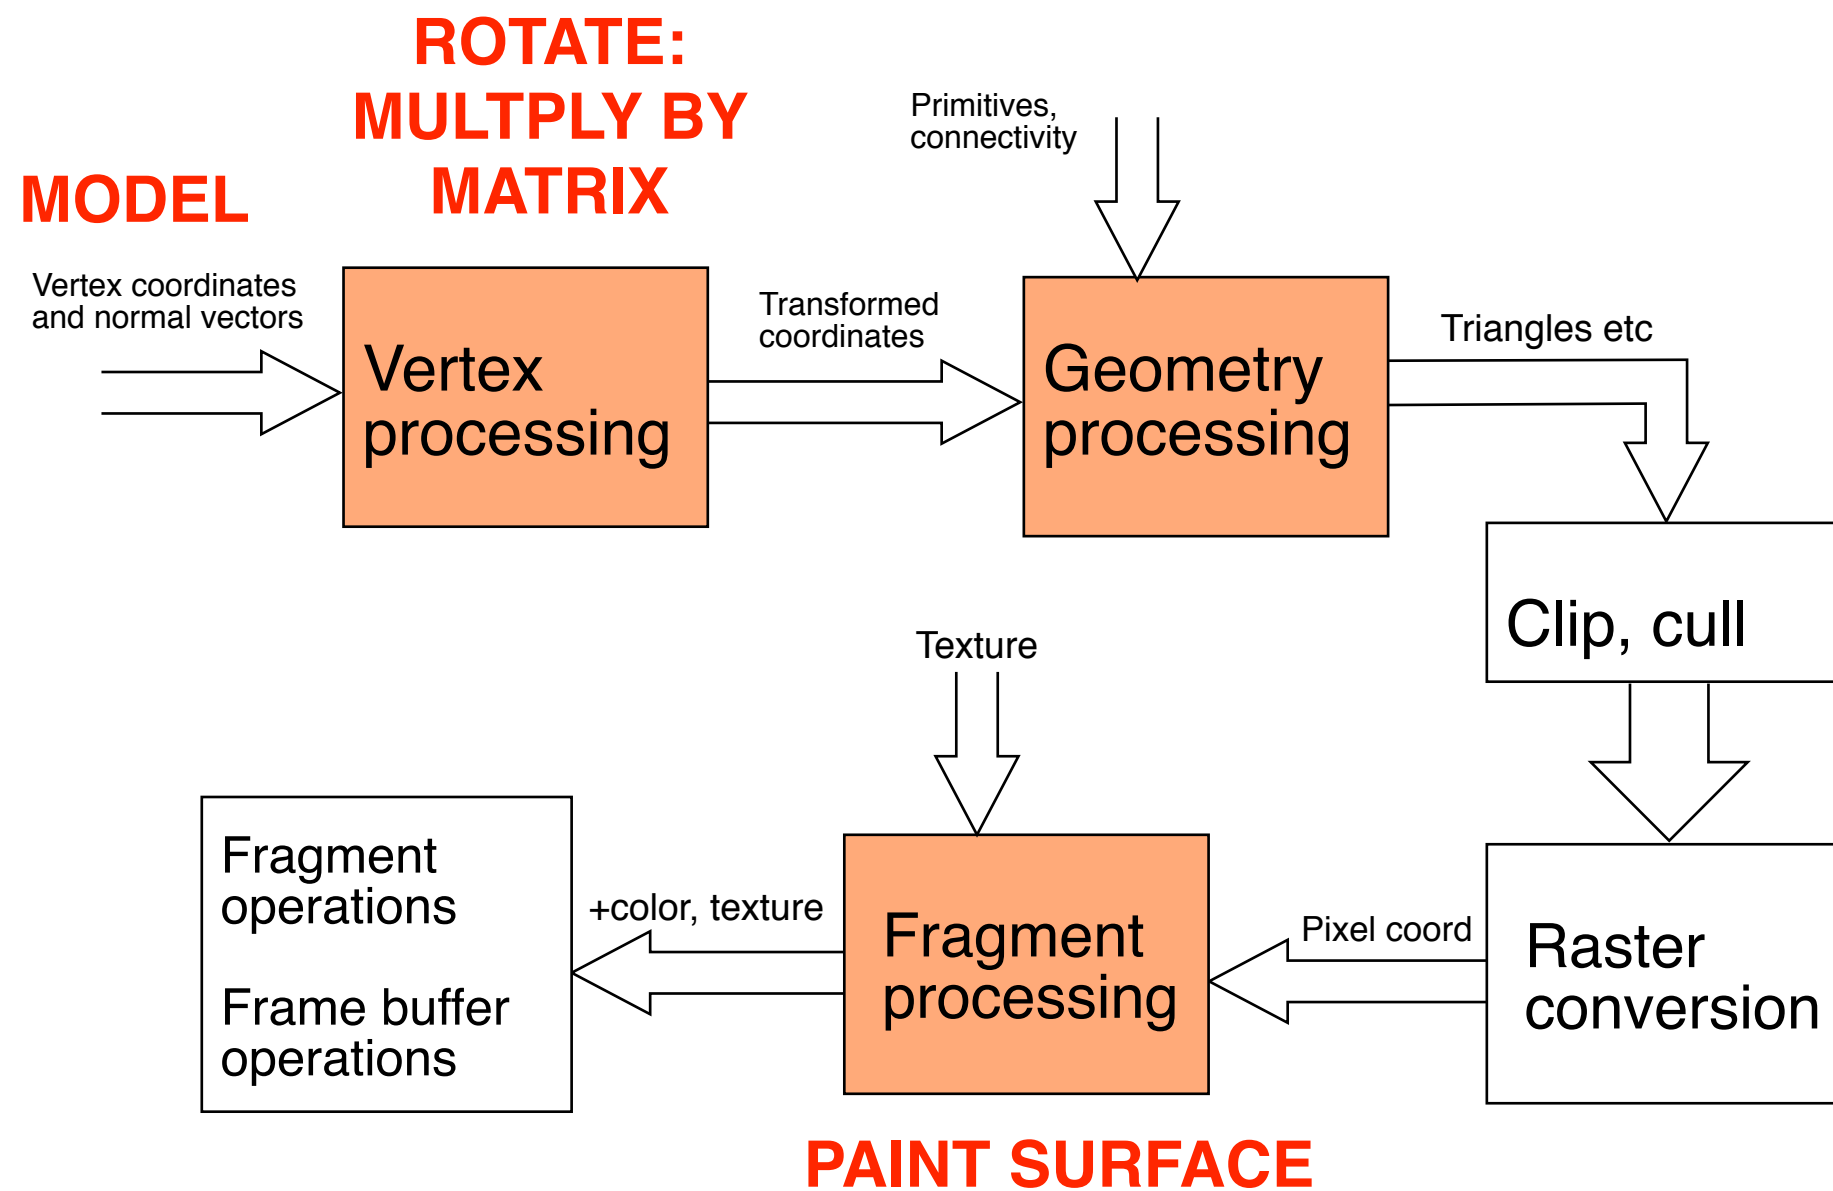 ROTATE:
MULTPLY BY
MATRIX
MODEL
Primitives,
connectivity
Vertex coordinates
and normal vectors
Vertex
processing
Transformed
coordinates
Geometry
processing
Triangles etc
Clip, cull
Texture
Fragment
operations
Frame buffer
operations
+color, texture
Fragment
processing
Pixel coord
Raster
conversion
PAINT SURFACE